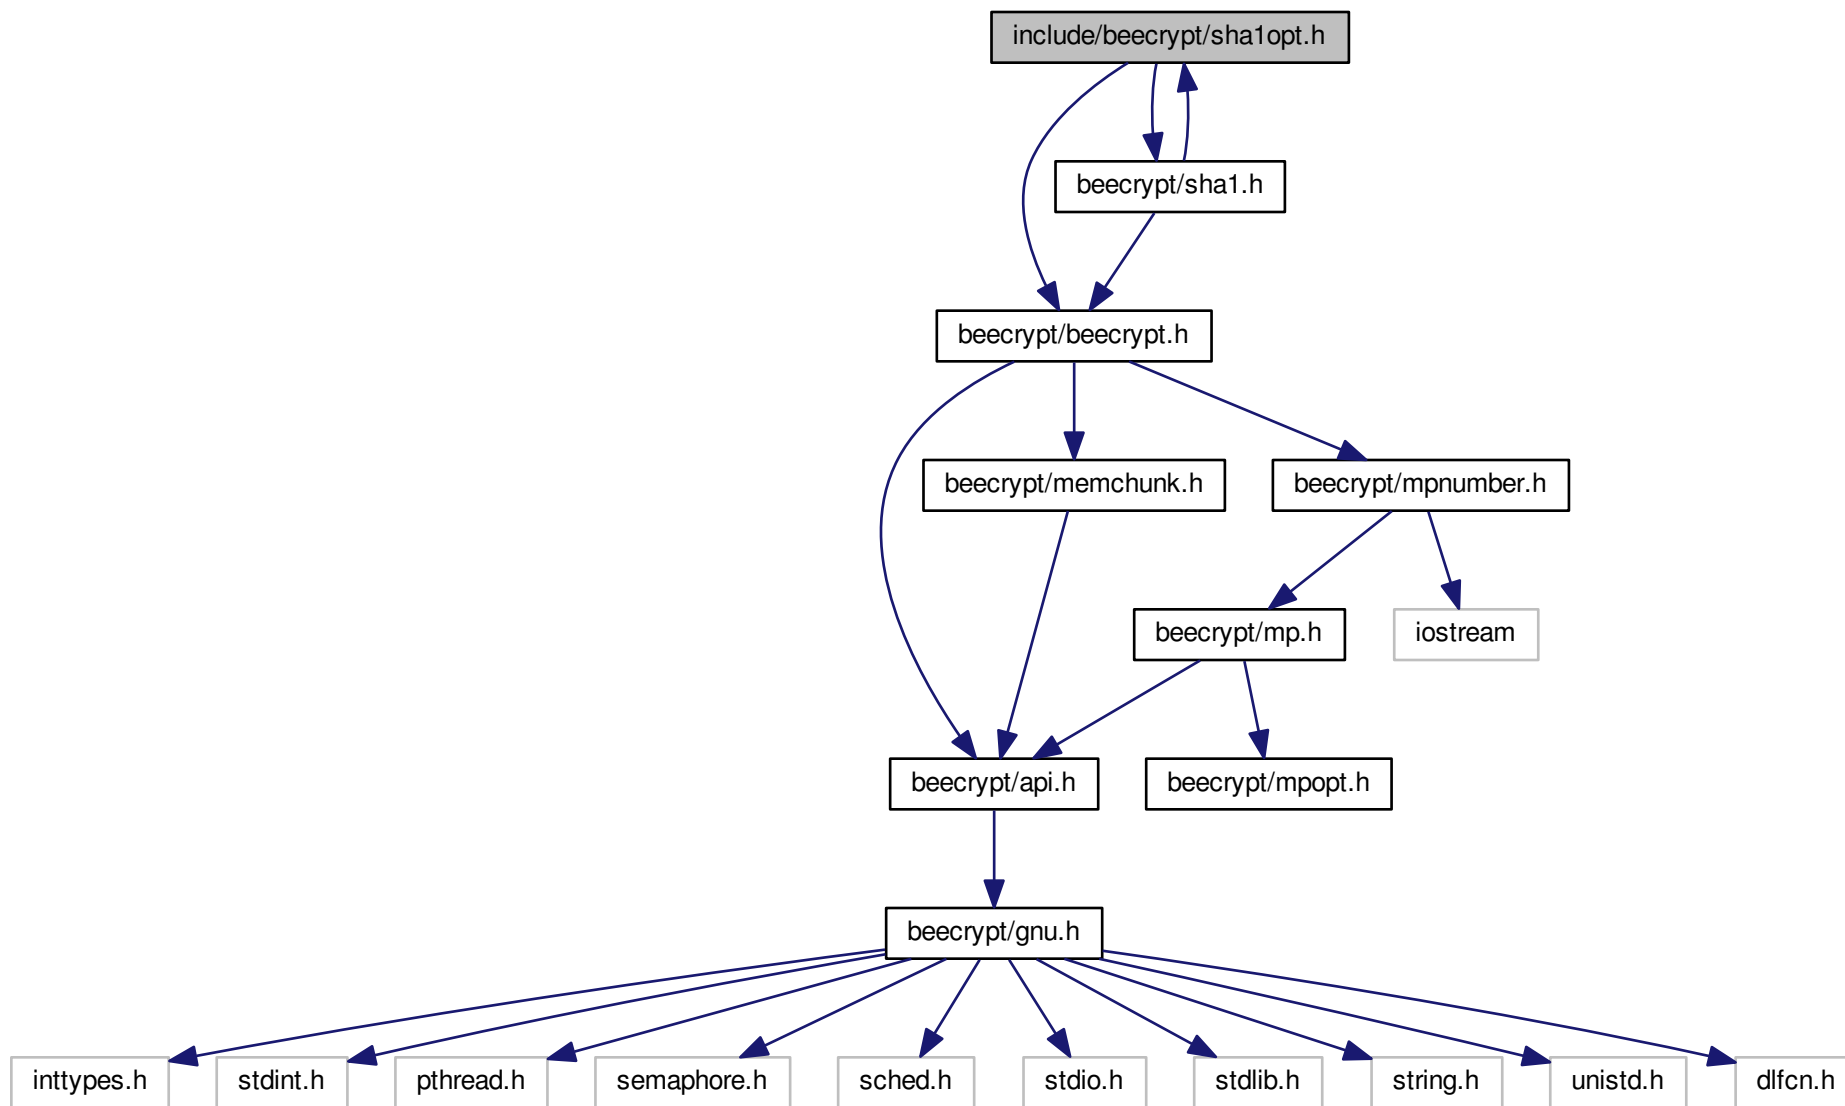 include/beecrypt/sha1opt.h
beecrypt/sha1.h
beecrypt/beecrypt.h
beecrypt/memchunk.h
beecrypt/mpnumber.h
beecrypt/mp.h
iostream
beecrypt/api.h
beecrypt/mpopt.h
beecrypt/gnu.h
inttypes.h
stdint.h
pthread.h
semaphore.h
sched.h
stdio.h
stdlib.h
string.h
unistd.h
dlfcn.h